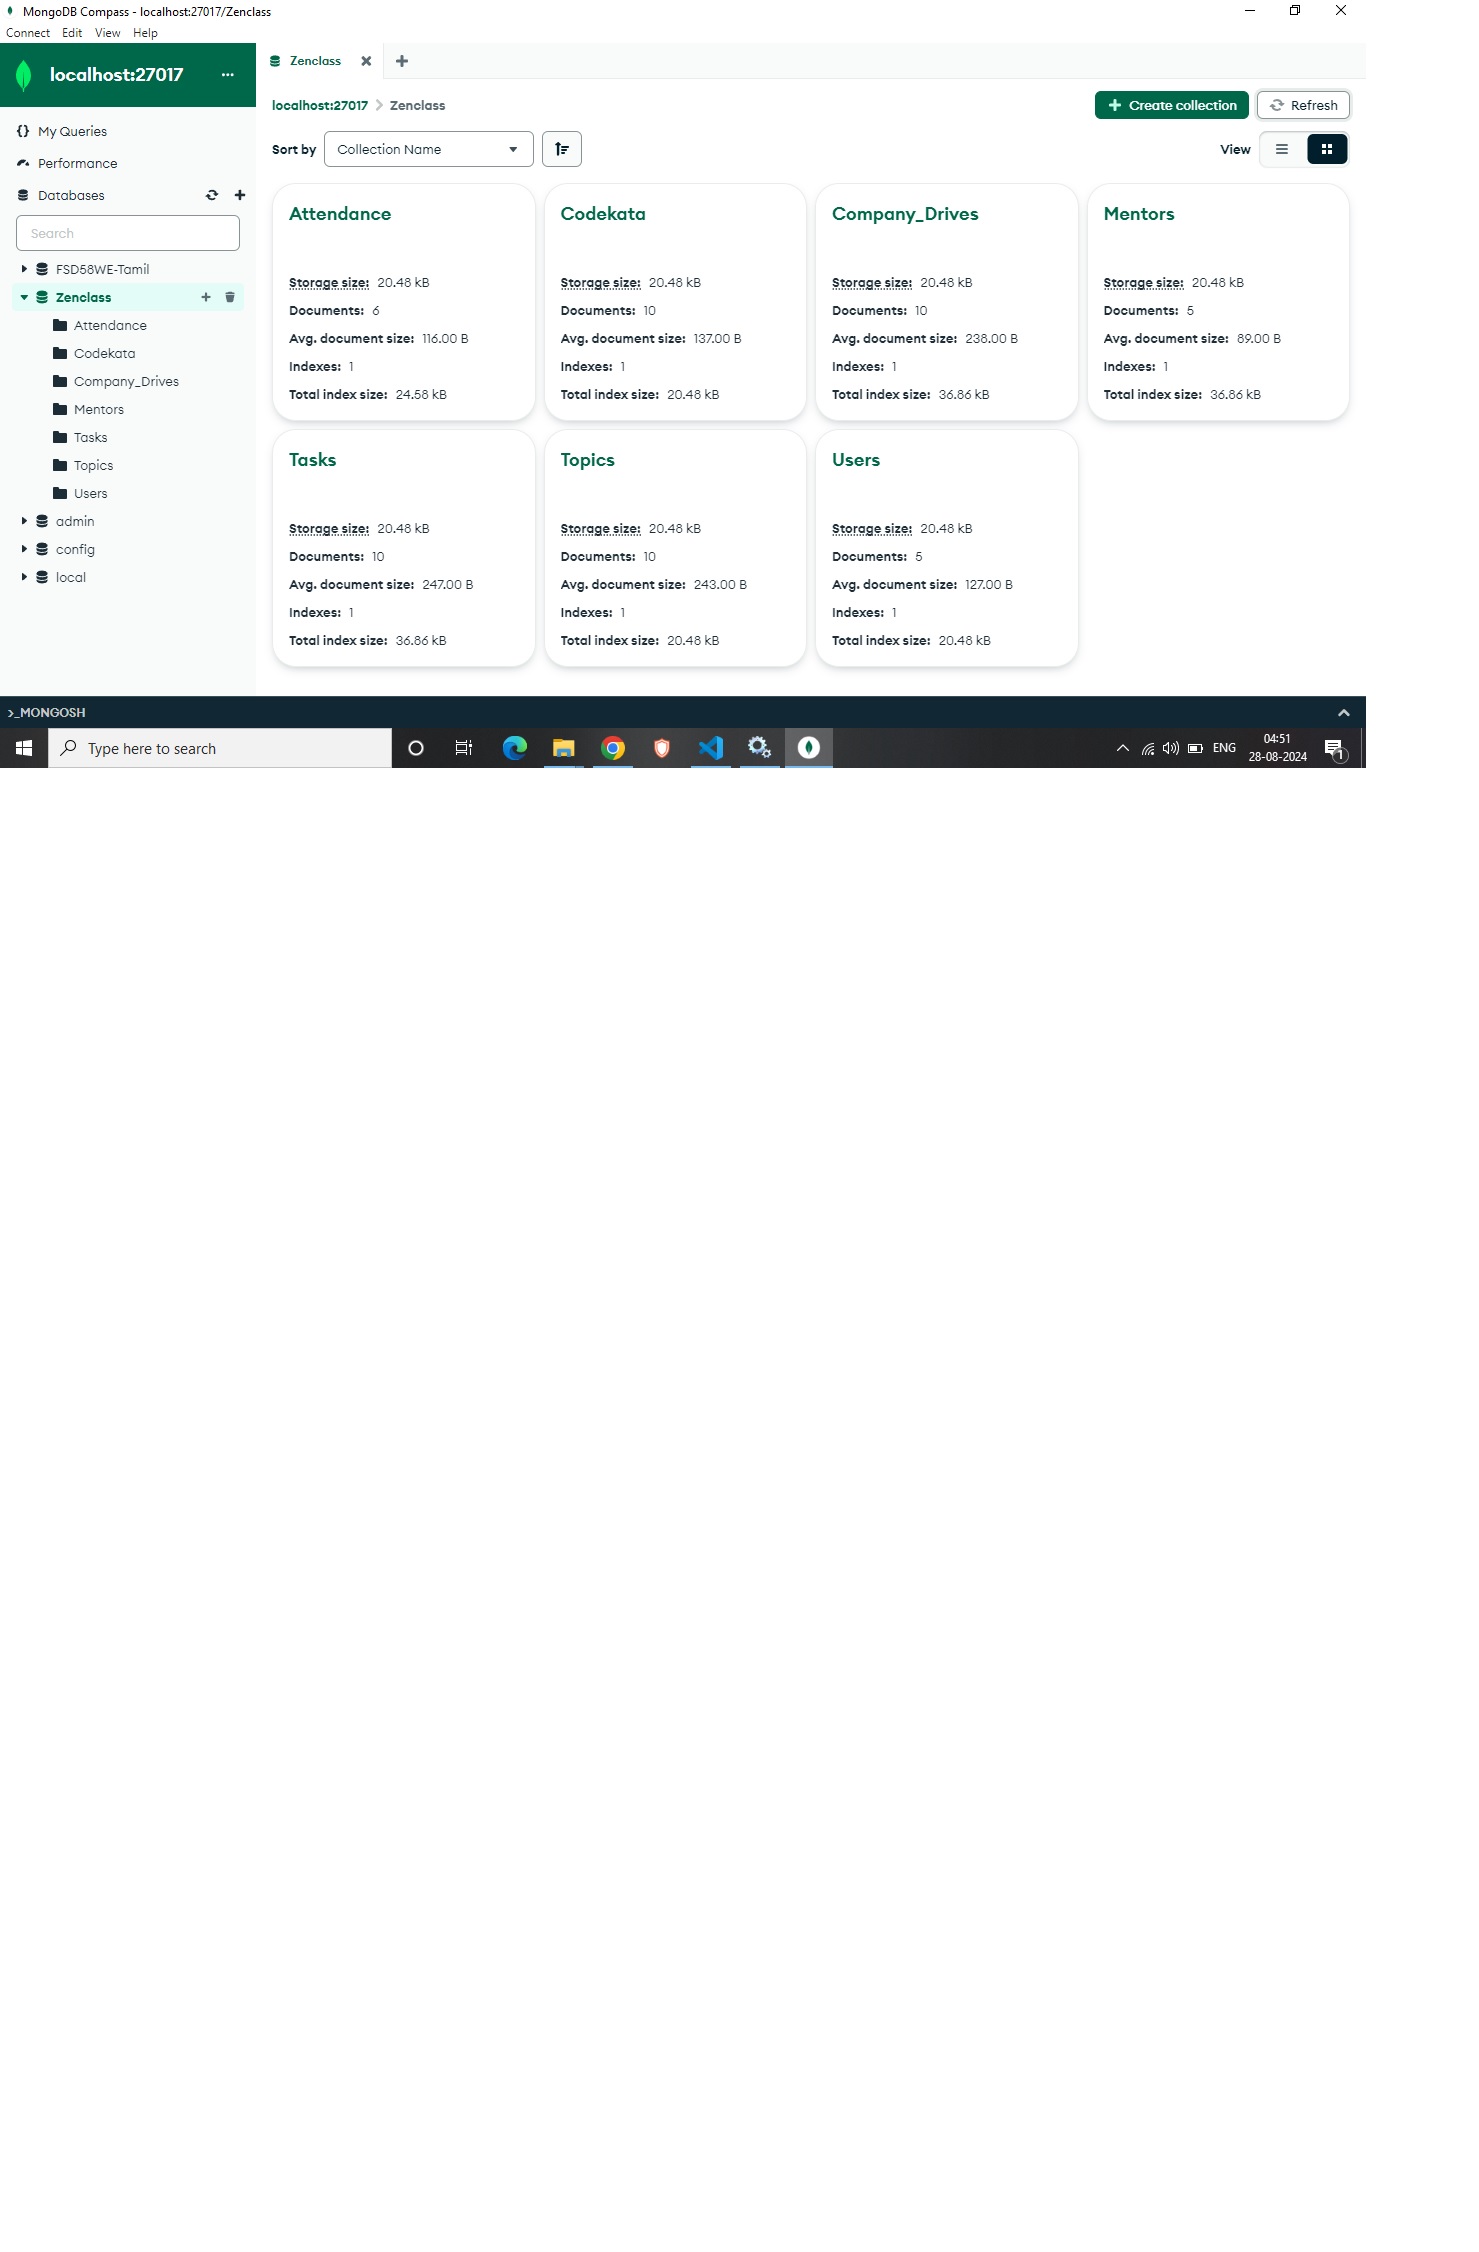 MongoDB Compass - localhost:27017/Zenclass
Connect Edit View Help
localhost:27017 ...
My Queries
Performance
Databases
Search
FSD58WE-Tamil
Zenclass
Attendance
Codekata
Company_Drives
Mentors
Tasks
Topics
Users
admin
config
local
Zenclass
localhost:27017 > Zenclass
Create collection
Refresh
Sort by Collection Name
View
Attendance
Storage size: 20.48 kB
Documents: 6
Avg. document size: 116.00 B
Indexes: 1
Total index size: 24.58 kB
Codekata
Storage size: 20.48 kB
Documents: 10
Avg. document size: 137.00 B
Indexes: 1
Total index size: 20.48 kB
Company_Drives
Storage size: 20.48 kB
Documents: 10
Avg. document size: 238.00 B
Indexes: 1
Total index size: 36.86 kB
Mentors
Storage size: 20.48 kB
Documents: 5
Avg. document size: 89.00 B
Indexes: 1
Total index size: 36.86 kB
Tasks
Storage size: 20.48 kB
Documents: 10
Avg. document size: 247.00 B
Indexes: 1
Total index size: 36.86 kB
Topics
Storage size: 20.48 kB
Documents: 10
Avg. document size: 243.00 B
Indexes: 1
Total index size: 20.48 kB
Users
Storage size: 20.48 kB
Documents: 5
Avg. document size: 127.00 B
Indexes: 1
Total index size: 20.48 kB
>_MONGOSH
Type here to search
ENG
04:51
28-08-2024
1